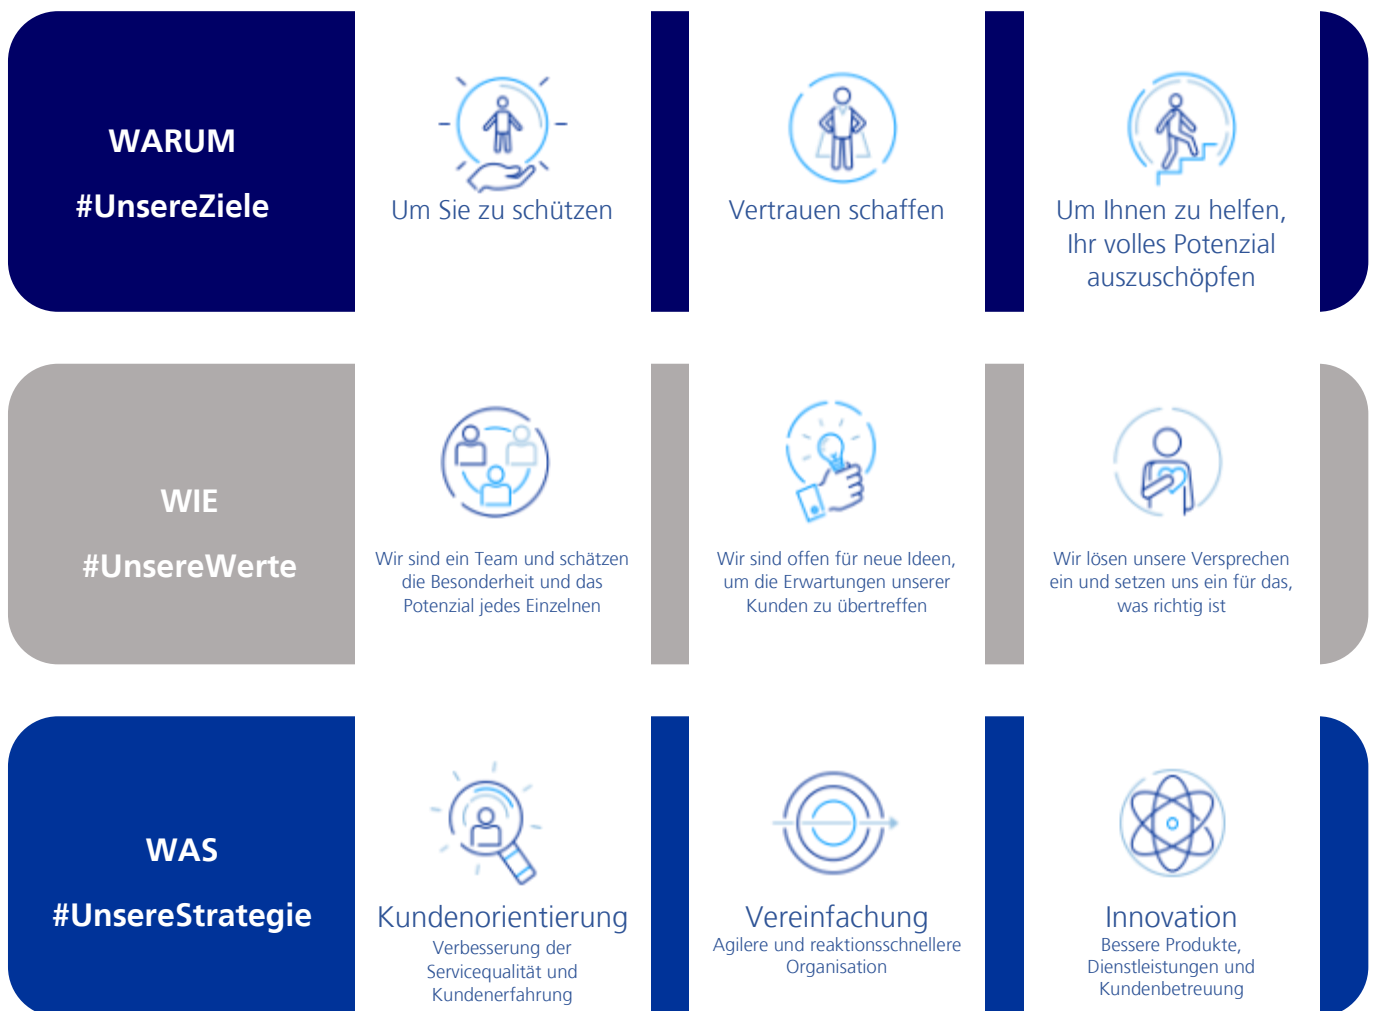 WARUM
#UnsereZiele
Um Sie zu schützen
Vertrauen schaffen
Um Ihnen zu helfen,
Ihr volles Potenzial
auszuschöpfen
WIE
#UnsereWerte
Wir sind ein Team und schätzen
die Besonderheit und das
Potenzial jedes Einzelnen
Wir sind offen für neue Ideen,
um die Erwartungen unserer
Kunden zu übertreffen
Wir lösen unsere Versprechen
ein und setzen uns ein für das,
was richtig ist
WAS
#UnsereStrategie
Kundenorientierung
Verbesserung der
Servicequalität und
Kundenerfahrung
Vereinfachung
Agilere und reaktionsschnellere
Organisation
Innovation
Bessere Produkte,
Dienstleistungen und
Kundenbetreuung